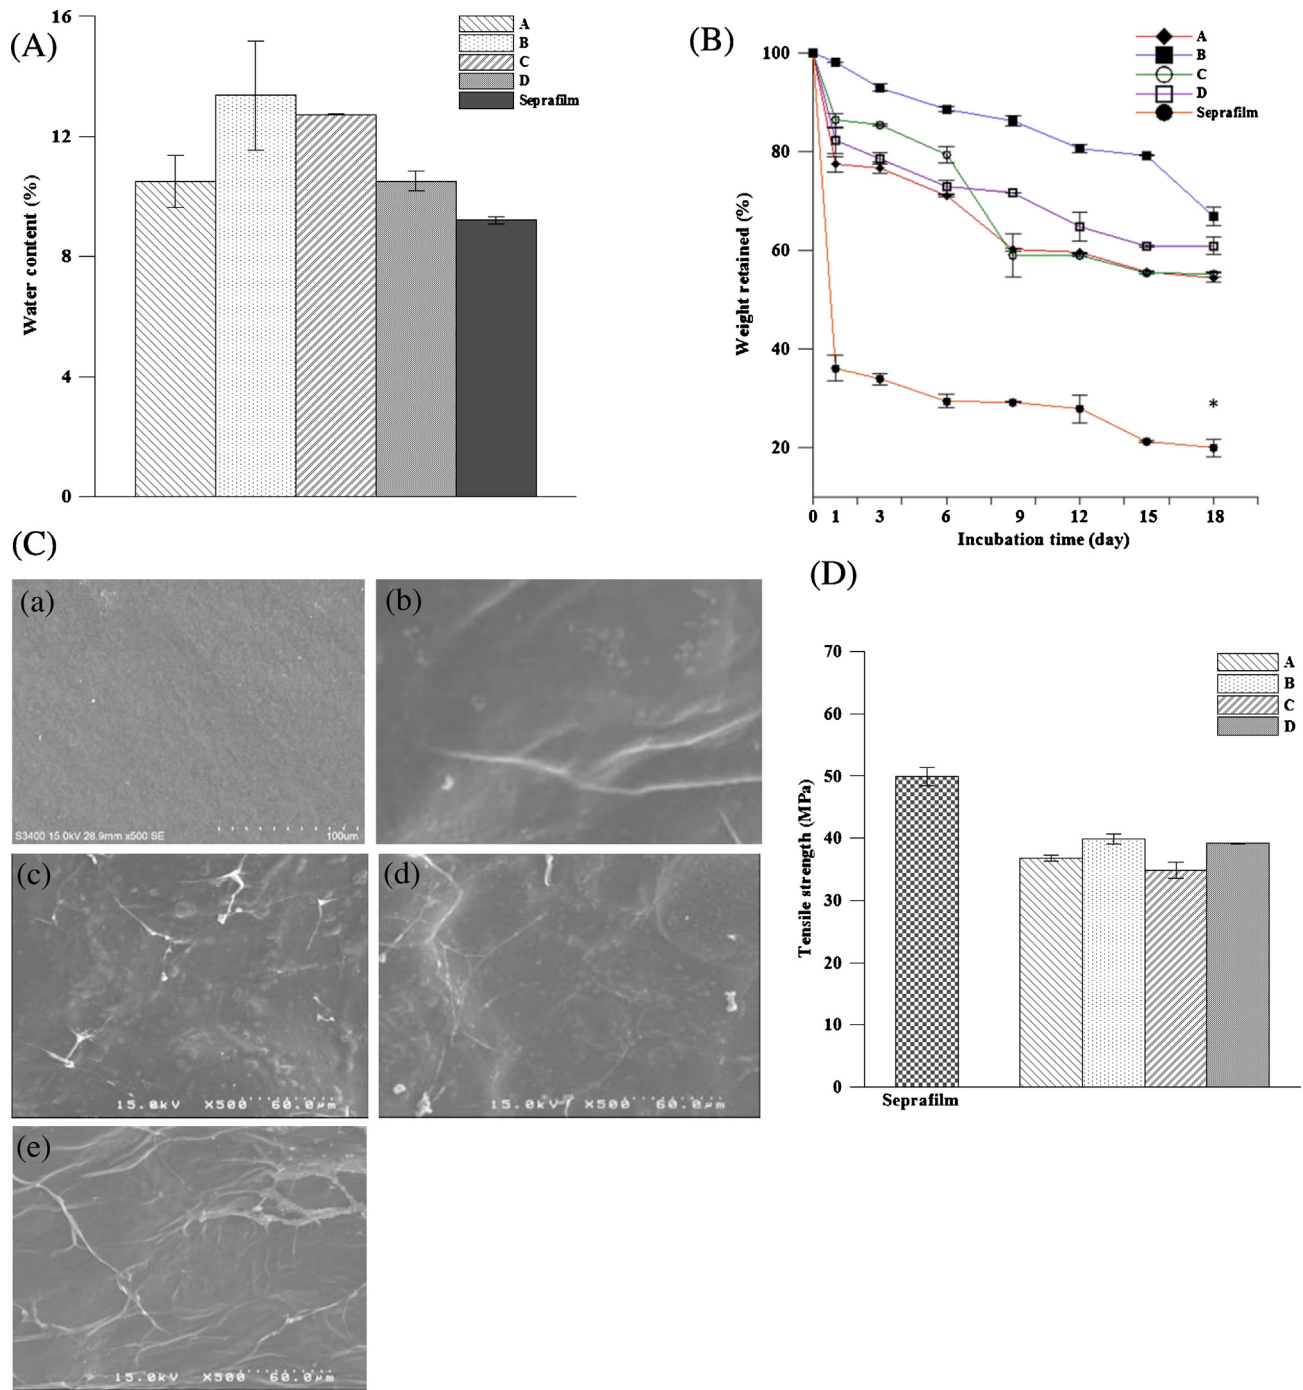 (A)
16
12
8
4
0
Water content (%)
A
B
C
D
Seprafilm
(B)
100
80
60
40
20
Weight retained (%)
A
B
C
D
Seprafilm
*
0 1 3 6 9 12 15 18
Incubation time (day)
(C)
(a)
S3400 15.0kV 28.9mm x500 SE 100um
(b)
(c)
15.0kV X500 60.0µm
(d)
15.0kV X500 60.0µm
(e)
15.0kV X500 60.0µm
(D)
70
60
50
40
30
20
10
0
Tensile strength (MPa)
A
B
C
D
Seprafilm